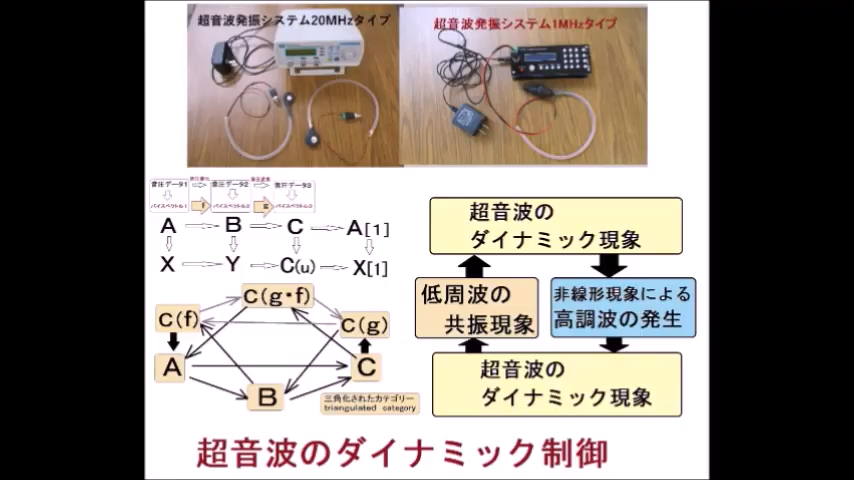 超音波発振システム20MHzタイプ
超音波発振システム1MHzタイプ
音圧データ1
音圧データ2
音圧データ3
バイスペクトル1
f
バイスペクトル2
g
バイスペクトル3
A
B
C
A[1]
X
Y
C(u)
X[1]
C(g・f)
C(f)
C(g)
A
C
B
三角化されたカテゴリー
triangulated category
超音波の
ダイナミック現象
低周波の
共振現象
非線形現象による
高調波の発生
超音波の
ダイナミック現象
超音波のダイナミック制御